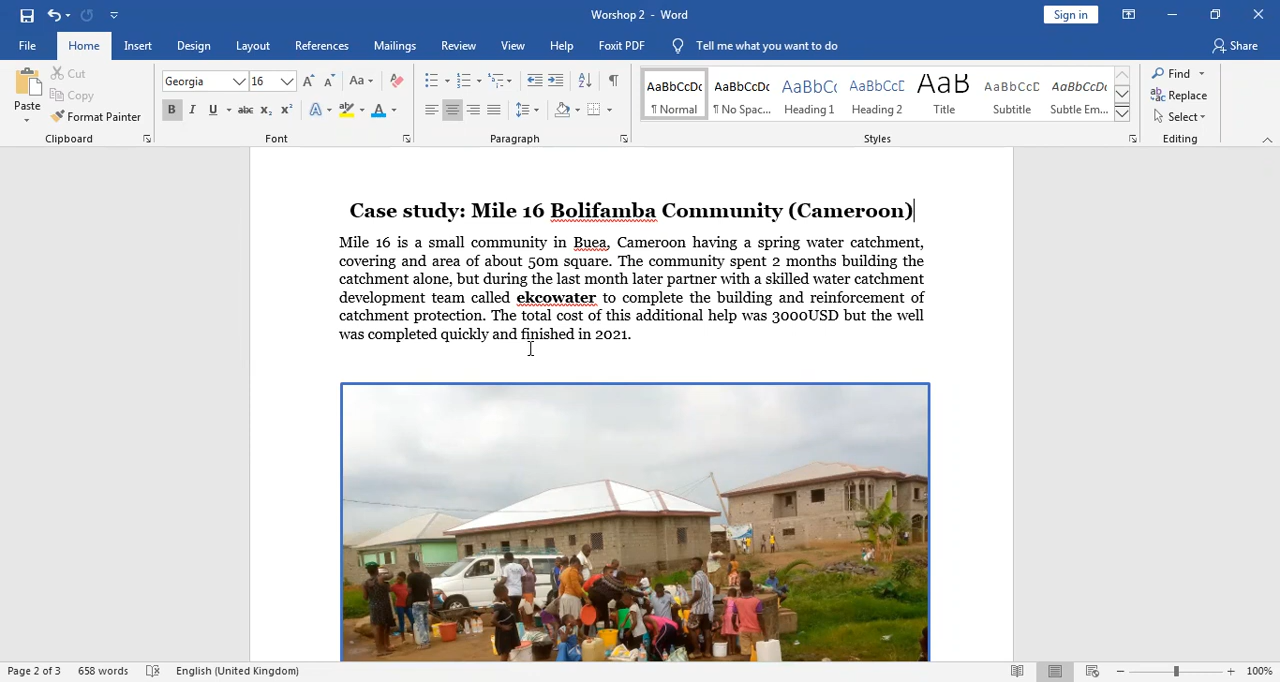 Worshop 2 - Word
Sign in
File Home Insert Design Layout References Mailings Review View Help Foxit PDF Tell me what you want to do Share
Paste
Cut
Copy
Format Painter
Georgia 16
Aa
B I U abc x₂ x² A ab A
AaBbCcDc AaBbCcDc AaBbCc AaBbCcD AaB AaBbCcD AaBbCcDc
¶ Normal ¶ No Spac... Heading 1 Heading 2 Title Subtitle Subtle Em...
Find
Replace
Select
Clipboard Font Paragraph Styles Editing
Case study: Mile 16 Bolifamba Community (Cameroon)
Mile 16 is a small community in Buea, Cameroon having a spring water catchment,
covering and area of about 50m square. The community spent 2 months building the
catchment alone, but during the last month later partner with a skilled water catchment
development team called ekcowater to complete the building and reinforcement of
catchment protection. The total cost of this additional help was 3000USD but the well
was completed quickly and finished in 2021.
Page 2 of 3 658 words English (United Kingdom) 100%